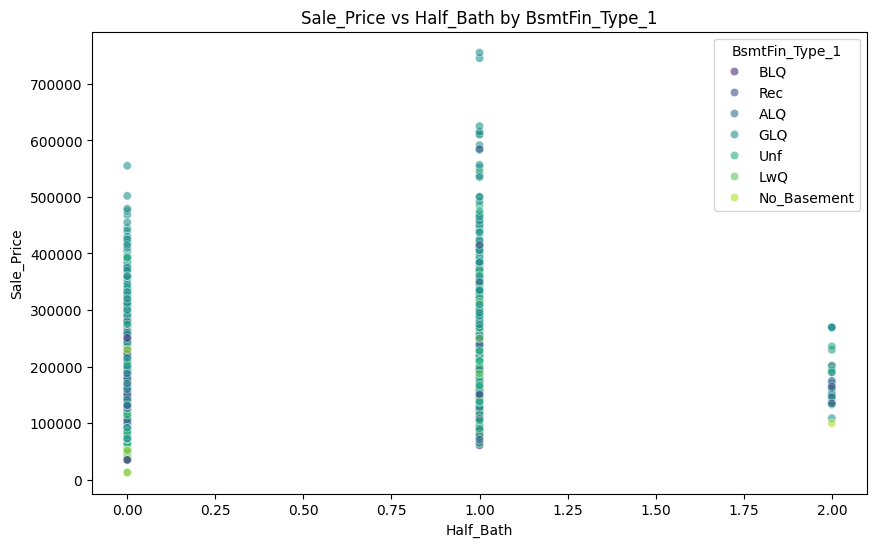 Sale_Price vs Half_Bath by BsmtFin_Type_1
BsmtFin_Type_1
BLQ
Rec
ALQ
GLQ
Unf
LwQ
No_Basement
Sale_Price
700000
600000
500000
400000
300000
200000
100000
0
0.00 0.25 0.50 0.75 1.00 1.25 1.50 1.75 2.00
Half_Bath